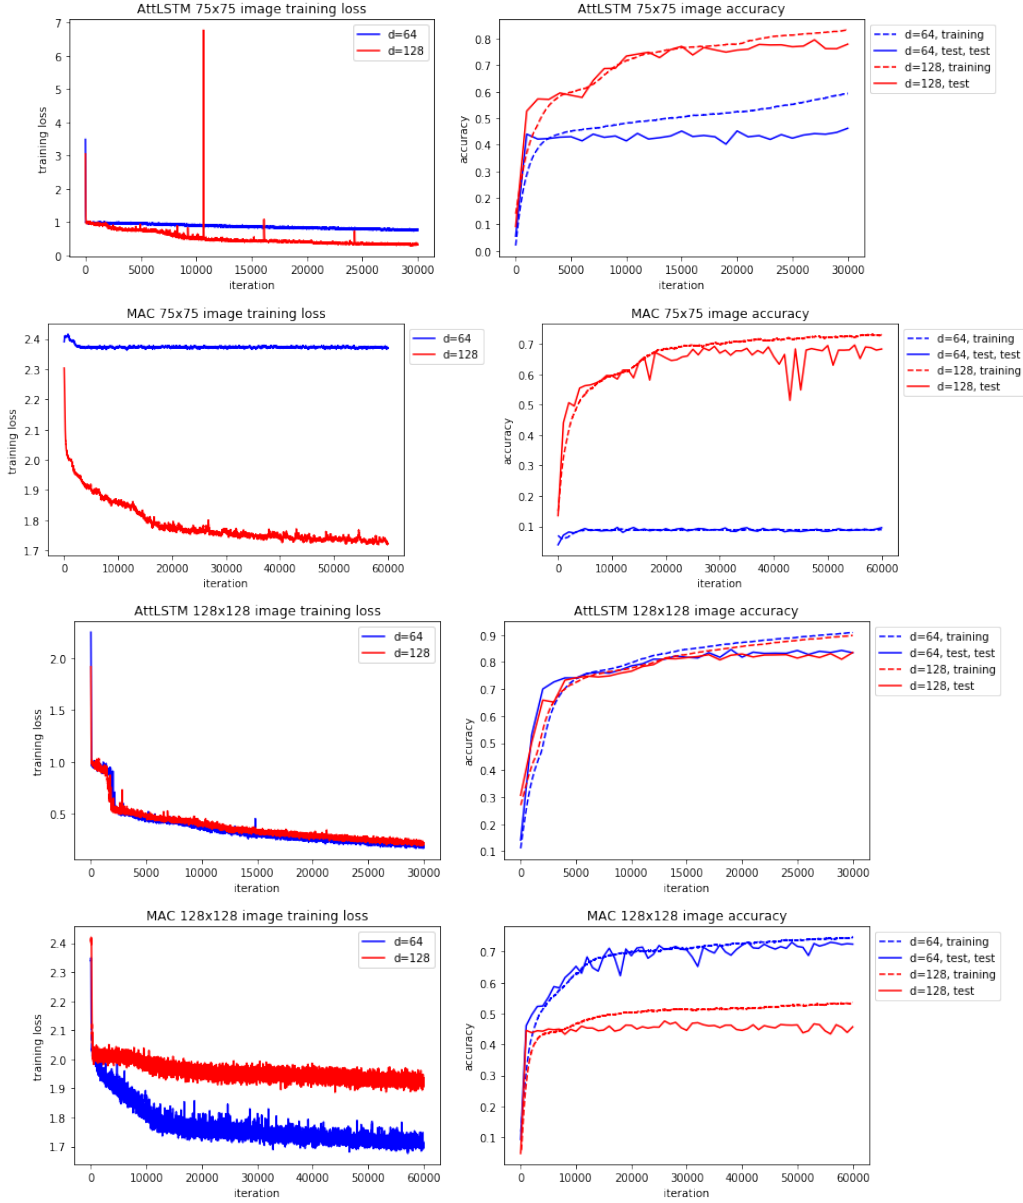 AttLSTM 75x75 image training loss
7
6
5
4
3
2
1
0
training loss
d=64
d=128
0 5000 10000 15000 20000 25000 30000
iteration
AttLSTM 75x75 image accuracy
0.8
0.7
0.6
0.5
0.4
0.3
0.2
0.1
0.0
accuracy
d=64, training
d=64, test, test
d=128, training
d=128, test
0 5000 10000 15000 20000 25000 30000
iteration
MAC 75x75 image training loss
2.4
2.3
2.2
2.1
2.0
1.9
1.8
1.7
training loss
d=64
d=128
0 10000 20000 30000 40000 50000 60000
iteration
MAC 75x75 image accuracy
0.7
0.6
0.5
0.4
0.3
0.2
0.1
accuracy
d=64, training
d=64, test, test
d=128, training
d=128, test
0 10000 20000 30000 40000 50000 60000
iteration
AttLSTM 128x128 image training loss
2.0
1.5
1.0
0.5
training loss
d=64
d=128
0 5000 10000 15000 20000 25000 30000
iteration
AttLSTM 128x128 image accuracy
0.9
0.8
0.7
0.6
0.5
0.4
0.3
0.2
0.1
accuracy
d=64, training
d=64, test, test
d=128, training
d=128, test
0 5000 10000 15000 20000 25000 30000
iteration
MAC 128x128 image training loss
2.4
2.3
2.2
2.1
2.0
1.9
1.8
1.7
training loss
d=64
d=128
0 10000 20000 30000 40000 50000 60000
iteration
MAC 128x128 image accuracy
0.7
0.6
0.5
0.4
0.3
0.2
0.1
accuracy
d=64, training
d=64, test, test
d=128, training
d=128, test
0 10000 20000 30000 40000 50000 60000
iteration